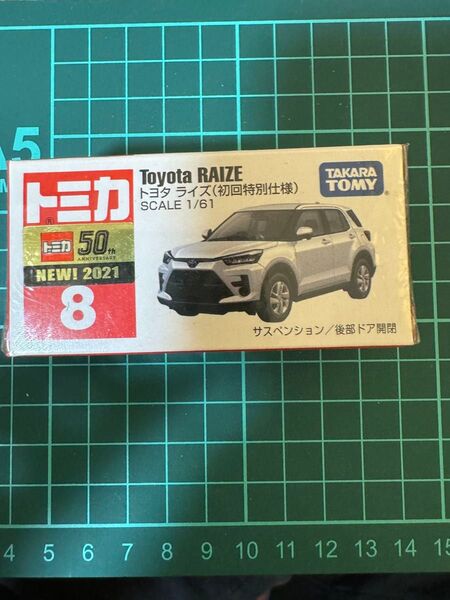 A5
トミカ
Toyota RAIZE
トヨタ ライズ(初回特別仕様)
SCALE 1/61
TAKARA
TOMY
トミカ 50th
ANNIVERSARY
NEW! 2021
8
サスペンション/後部ドア開閉
4 5 6 7 8 9 10 11 12 13 14 15